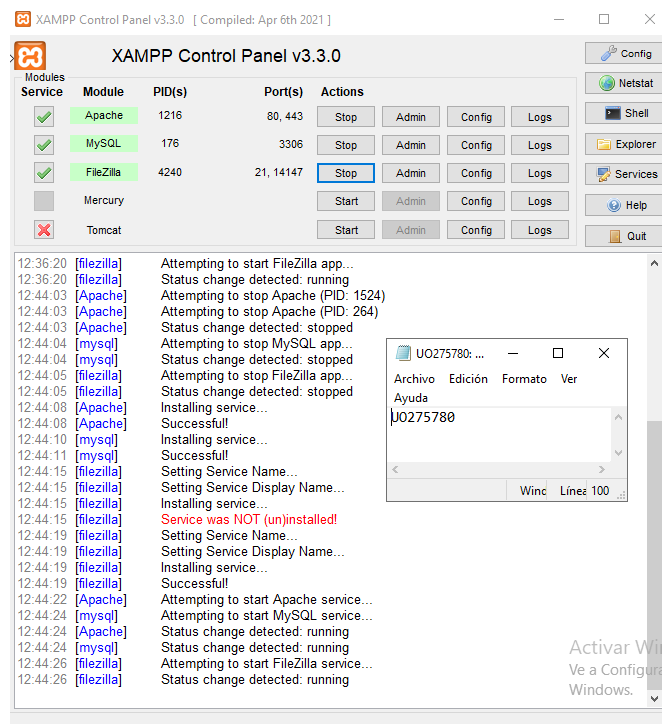 XAMPP Control Panel v3.3.0 [ Compiled: Apr 6th 2021 ]
XAMPP Control Panel v3.3.0
Config
Modules
Service Module PID(s) Port(s) Actions
Netstat
Apache 1216 80, 443 Stop Admin Config Logs
Shell
MySQL 176 3306 Stop Admin Config Logs
Explorer
FileZilla 4240 21, 14147 Stop Admin Config Logs
Services
Mercury Start Admin Config Logs
Help
Tomcat Start Admin Config Logs
Quit
12:36:20 [filezilla] Attempting to start FileZilla app...
12:36:20 [filezilla] Status change detected: running
12:44:03 [Apache] Attempting to stop Apache (PID: 1524)
12:44:03 [Apache] Attempting to stop Apache (PID: 264)
12:44:03 [Apache] Status change detected: stopped
12:44:04 [mysql] Attempting to stop MySQL app...
12:44:04 [mysql] Status change detected: stopped
12:44:05 [filezilla] Attempting to stop FileZilla app...
12:44:05 [filezilla] Status change detected: stopped
12:44:08 [Apache] Installing service...
12:44:08 [Apache] Successful!
12:44:10 [mysql] Installing service...
12:44:11 [mysql] Successful!
12:44:15 [filezilla] Setting Service Name...
12:44:15 [filezilla] Setting Service Display Name...
12:44:15 [filezilla] Installing service...
12:44:15 [filezilla] Service was NOT (un)installed!
12:44:19 [filezilla] Setting Service Name...
12:44:19 [filezilla] Setting Service Display Name...
12:44:19 [filezilla] Installing service...
12:44:19 [filezilla] Successful!
12:44:22 [Apache] Attempting to start Apache service...
12:44:24 [mysql] Attempting to start MySQL service...
12:44:24 [Apache] Status change detected: running
12:44:24 [mysql] Status change detected: running
12:44:26 [filezilla] Attempting to start FileZilla service...
12:44:26 [filezilla] Status change detected: running
UO275780: ...
Archivo Edición Formato Ver
Ayuda
UO275780
Wind Línea 100
Activar Wi
Ve a Configura
Windows.